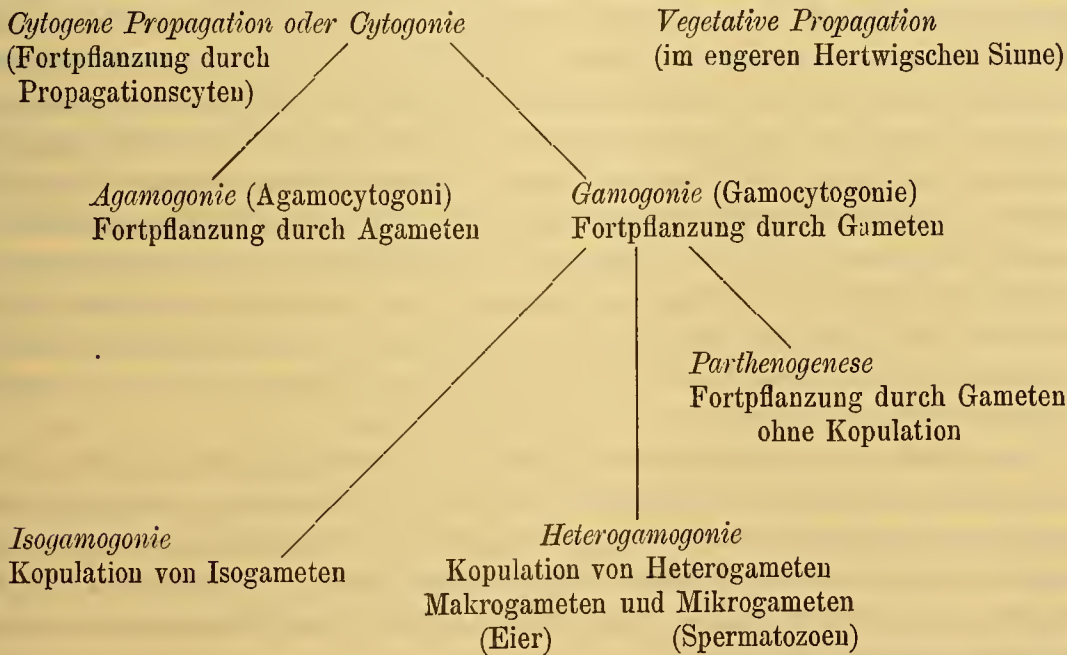 Cytogene Propagation oder Cytogonie
(Fortpflanzung durch
Propagationscyten)
Vegetative Propagation
(im engeren Hertwigschen Sinne)
Agamogonie (Agamocytogoni)
Fortpflanzung durch Agameten
Gamogonie (Gamocytogonie)
Fortpflanzung durch Gameten
Parthenogenese
Fortpflanzung durch Gameten
ohne Kopulation
Isogamogonie
Kopulation von Isogameten
Heterogamogonie
Kopulation von Heterogameten
Makrogameten und Mikrogameten
(Eier) (Spermatozoen)